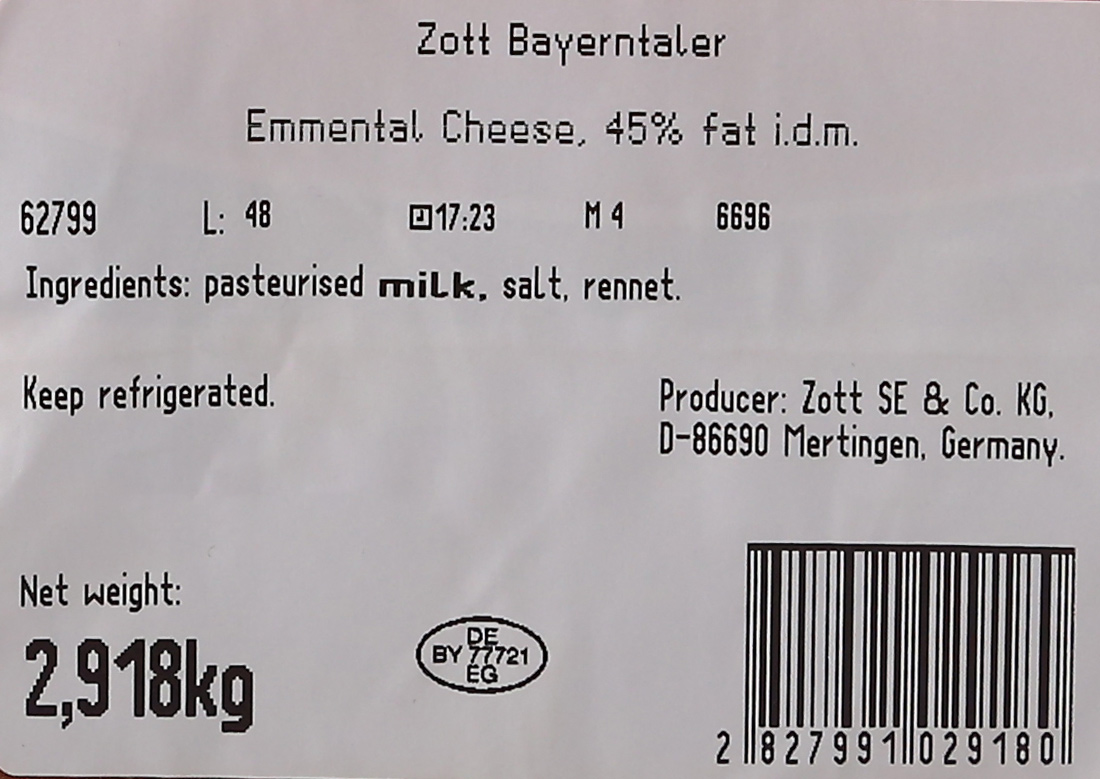 Zott Bayerntaler
Emmental Cheese, 45% fat i.d.m.
62799 L: 48 17:23 M 4 6696
Ingredients: pasteurised milk, salt, rennet.
Keep refrigerated.
Producer: Zott SE & Co. KG,
D-86690 Mertingen, Germany.
Net weight:
2,918kg
DE
BY 77721
EG
2 827991 029180